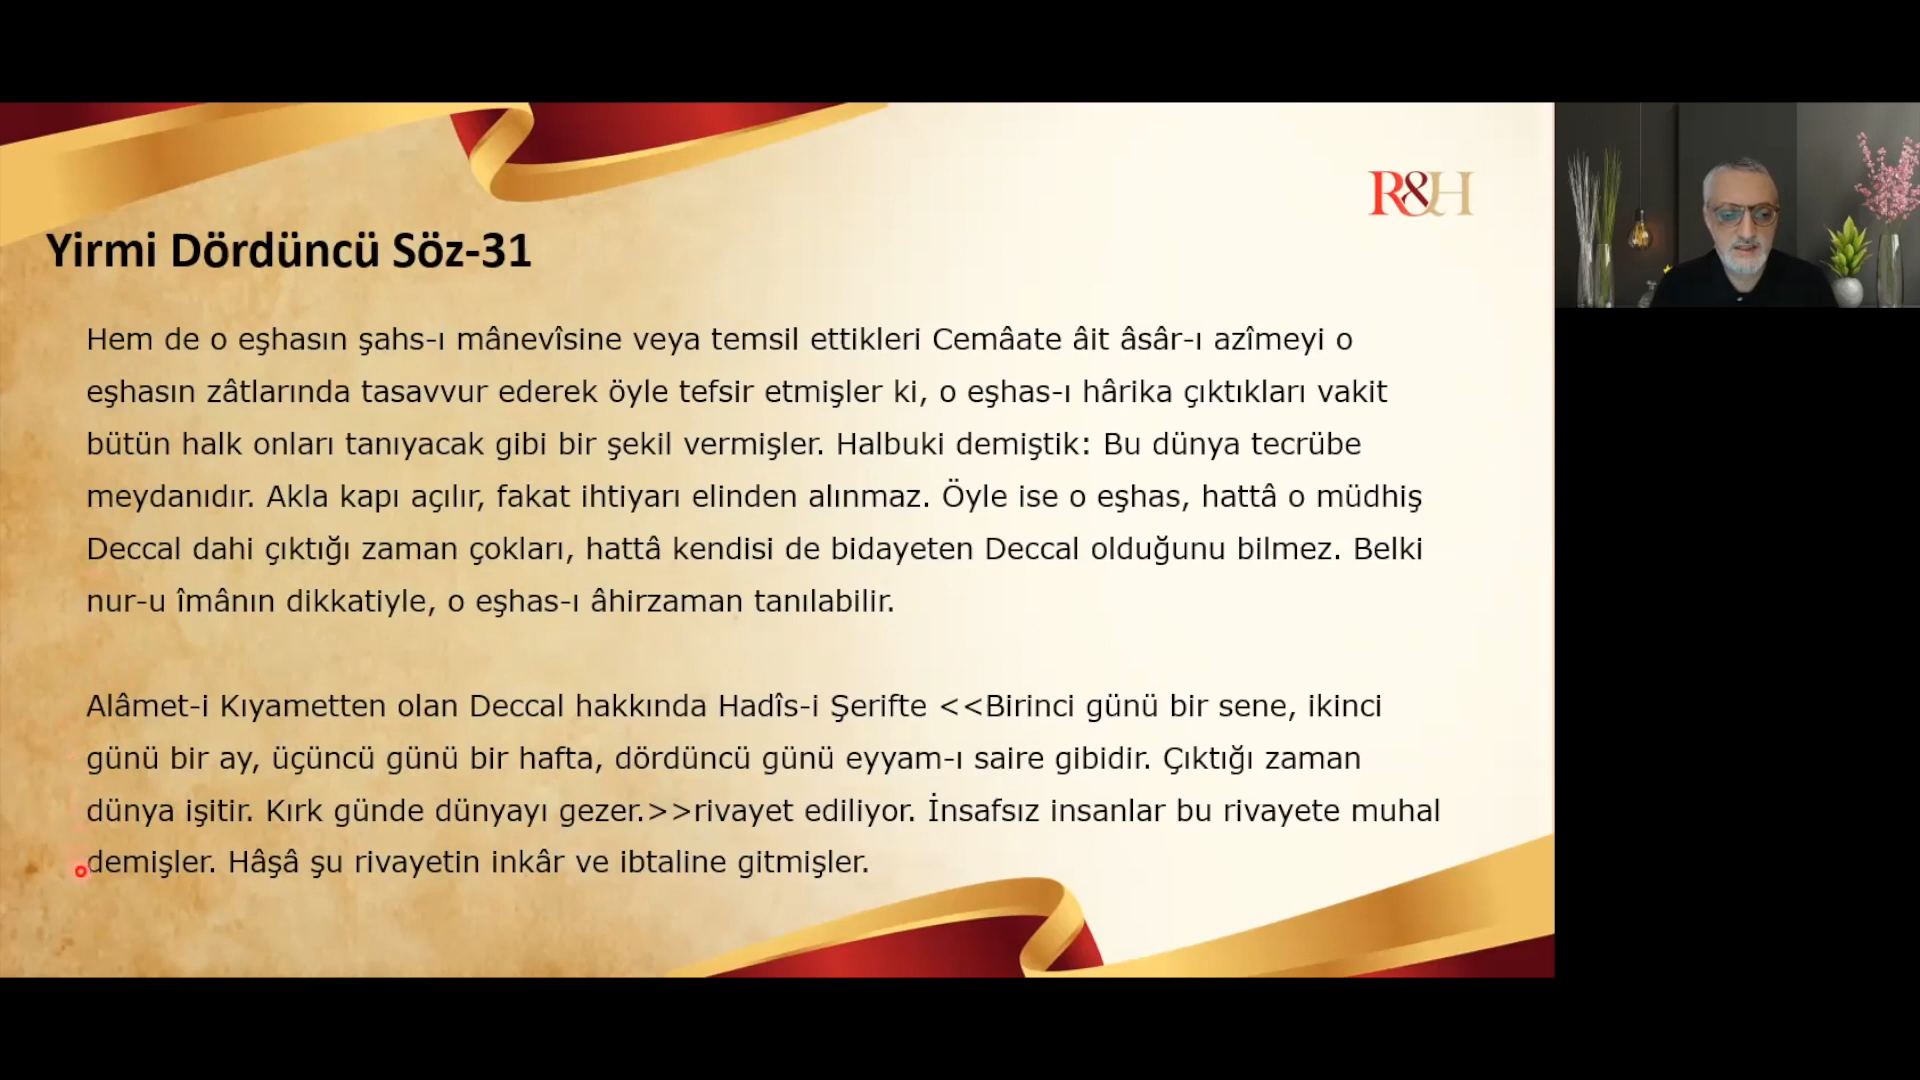 R&H
Yirmi Dördüncü Söz-31
Hem de o eşhasın şahs-ı mânevîsine veya temsil ettikleri Cemâate âit âsâr-ı azîmeyi o
eşhasın zâtlarında tasavvur ederek öyle tefsir etmişler ki, o eşhas-ı hârika çıktıkları vakit
bütün halk onları tanıyacak gibi bir şekil vermişler. Halbuki demiştik: Bu dünya tecrübe
meydanıdır. Akla kapı açılır, fakat ihtiyarı elinden alınmaz. Öyle ise o eşhas, hattâ o müdhiş
Deccal dahi çıktığı zaman çokları, hattâ kendisi de bidayeten Deccal olduğunu bilmez. Belki
nur-u îmânın dikkatiyle, o eşhas-ı âhirzaman tanılabilir.
Alâmet-i Kıyametten olan Deccal hakkında Hadîs-i Şerifte <<Birinci günü bir sene, ikinci
günü bir ay, üçüncü günü bir hafta, dördüncü günü eyyam-ı saire gibidir. Çıktığı zaman
dünya işitir. Kırk günde dünyayı gezer.>>rivayet ediliyor. İnsafsız insanlar bu rivayete muhal
demişler. Hâşâ şu rivayetin inkâr ve ibtaline gitmişler.